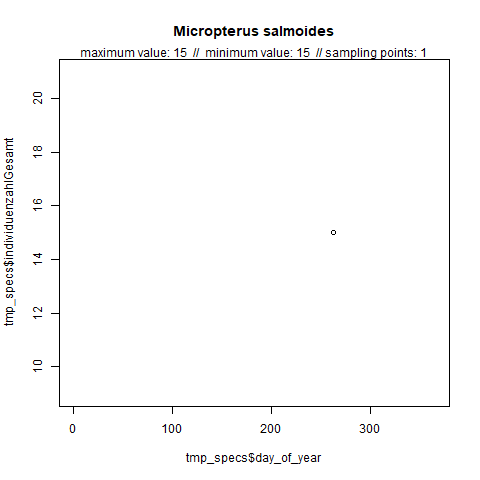 Micropterus salmoides
maximum value: 15 // minimum value: 15 // sampling points: 1
tmp_specs$individuenzahlGesamt
20
18
16
14
12
10
0 100 200 300
tmp_specs$day_of_year